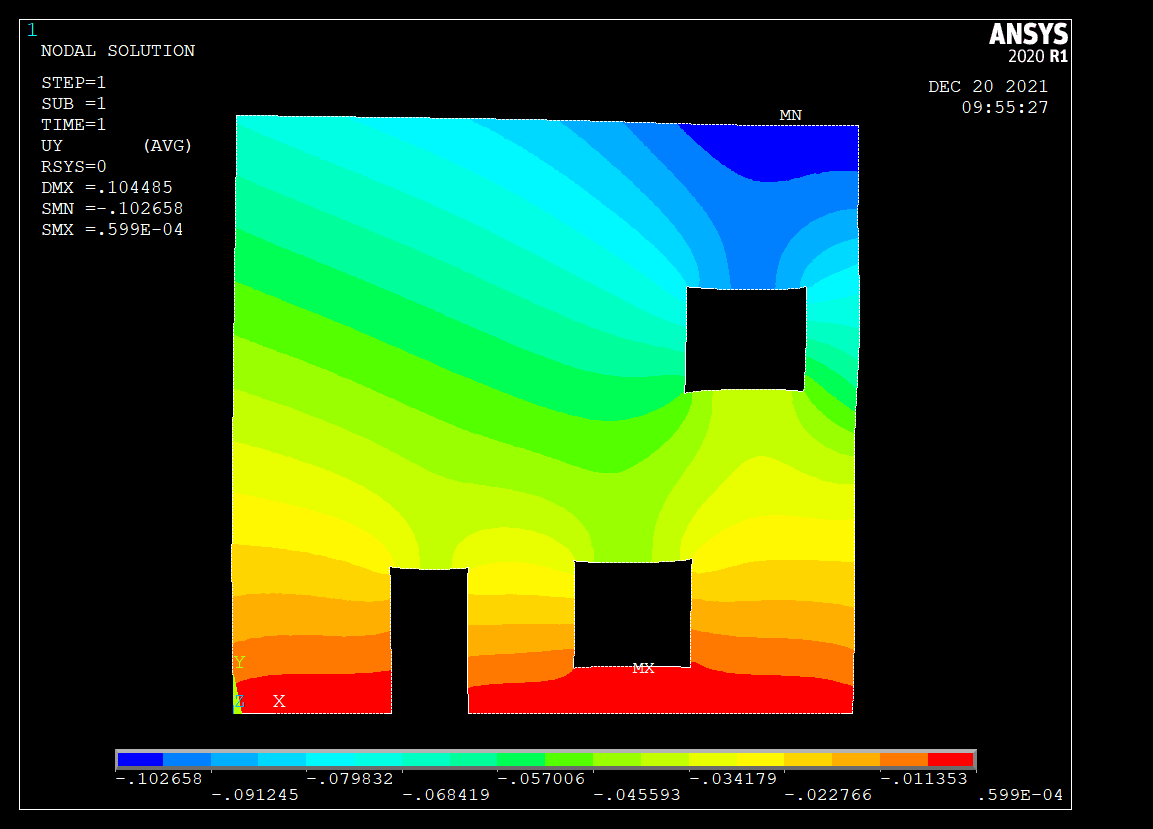 1
NODAL SOLUTION
STEP=1
SUB =1
TIME=1
UY (AVG)
RSYS=0
DMX =.104485
SMN =-.102658
SMX =.599E-04
ANSYS
2020 R1
DEC 20 2021
09:55:27
MN
MX
Y
Z X
-.102658 -.079832 -.057006 -.034179 -.011353
-.091245 -.068419 -.045593 -.022766 .599E-04